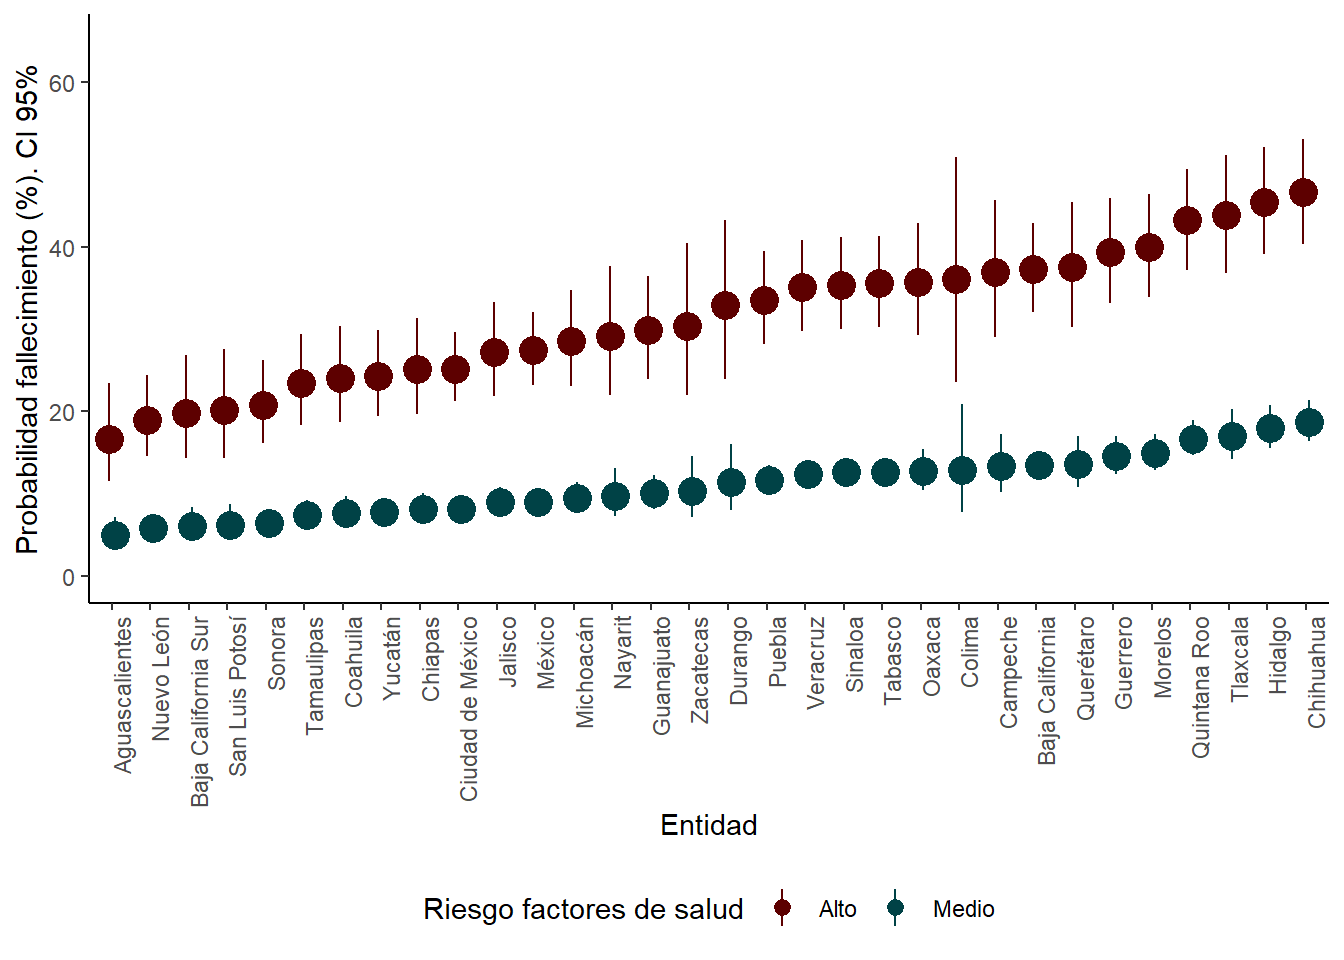 Probabilidad fallecimiento (%). CI 95%
60
40
20
0
Aguascalientes
Nuevo León
Baja California Sur
San Luis Potosí
Sonora
Tamaulipas
Coahuila
Yucatán
Chiapas
Ciudad de México
Jalisco
México
Michoacán
Nayarit
Guanajuato
Zacatecas
Durango
Puebla
Veracruz
Sinaloa
Tabasco
Oaxaca
Colima
Campeche
Baja California
Querétaro
Guerrero
Morelos
Quintana Roo
Tlaxcala
Hidalgo
Chihuahua
Entidad
Riesgo factores de salud Alto Medio